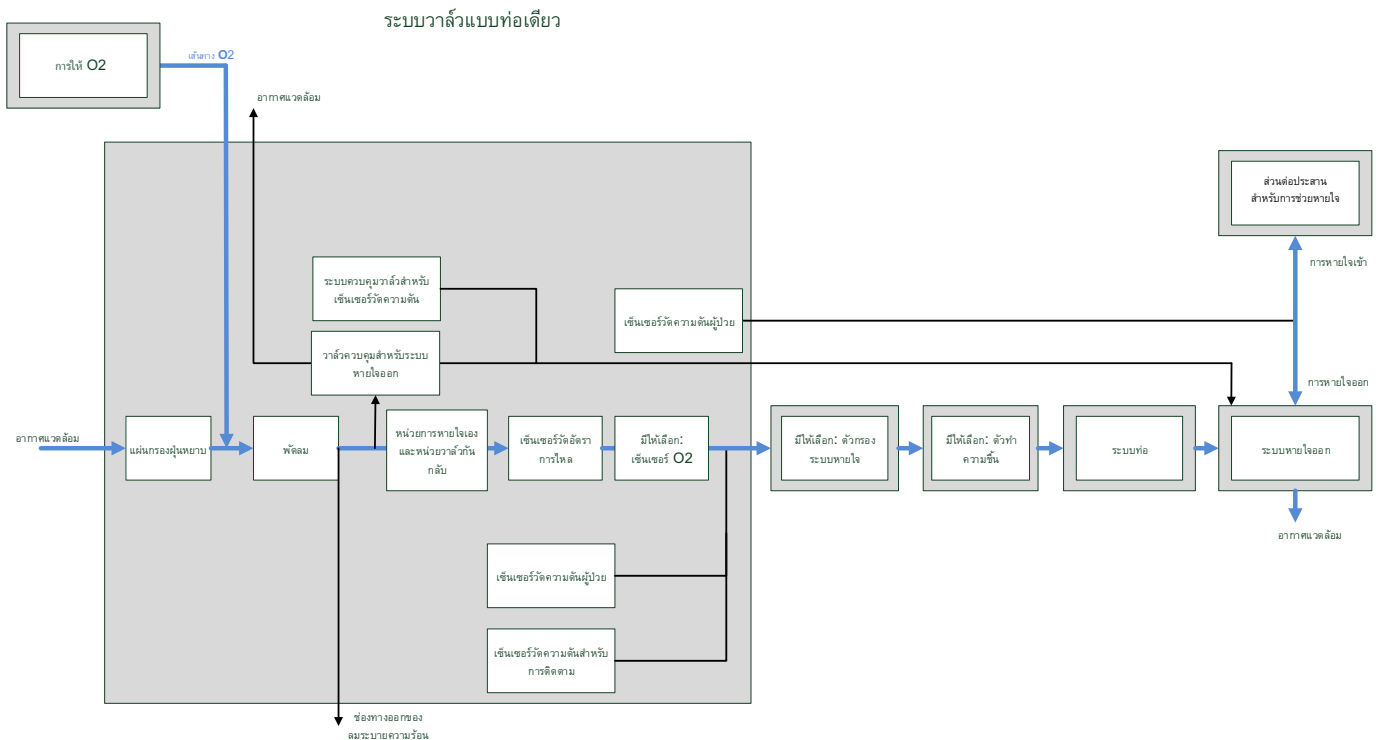 ระบบวาล์วแบบท่อเดียว
การให้ O2
เส้นทาง O2
อากาศแวดล้อม
ส่วนต่อประสาน
สำหรับการช่วยหายใจ
การหายใจเข้า
ระบบควบคุมวาล์วสำหรับ
เซ็นเซอร์วัดความดัน
เซ็นเซอร์วัดความดันผู้ป่วย
วาล์วควบคุมสำหรับระบบ
หายใจออก
การหายใจออก
อากาศแวดล้อม
แผ่นกรองฝุ่นหยาบ
พัดลม
หน่วยการหายใจเอง
และหน่วยวาล์วกัน
กลับ
เซ็นเซอร์วัดอัตรา
การไหล
มีให้เลือก:
เซ็นเซอร์ O2
มีให้เลือก: ตัวกรอง
ระบบหายใจ
มีให้เลือก: ตัวทำ
ความชื้น
ระบบท่อ
ระบบหายใจออก
อากาศแวดล้อม
เซ็นเซอร์วัดความดันผู้ป่วย
เซ็นเซอร์วัดความดันสำหรับ
การติดตาม
ช่องทางออกของ
ลมระบายความร้อน